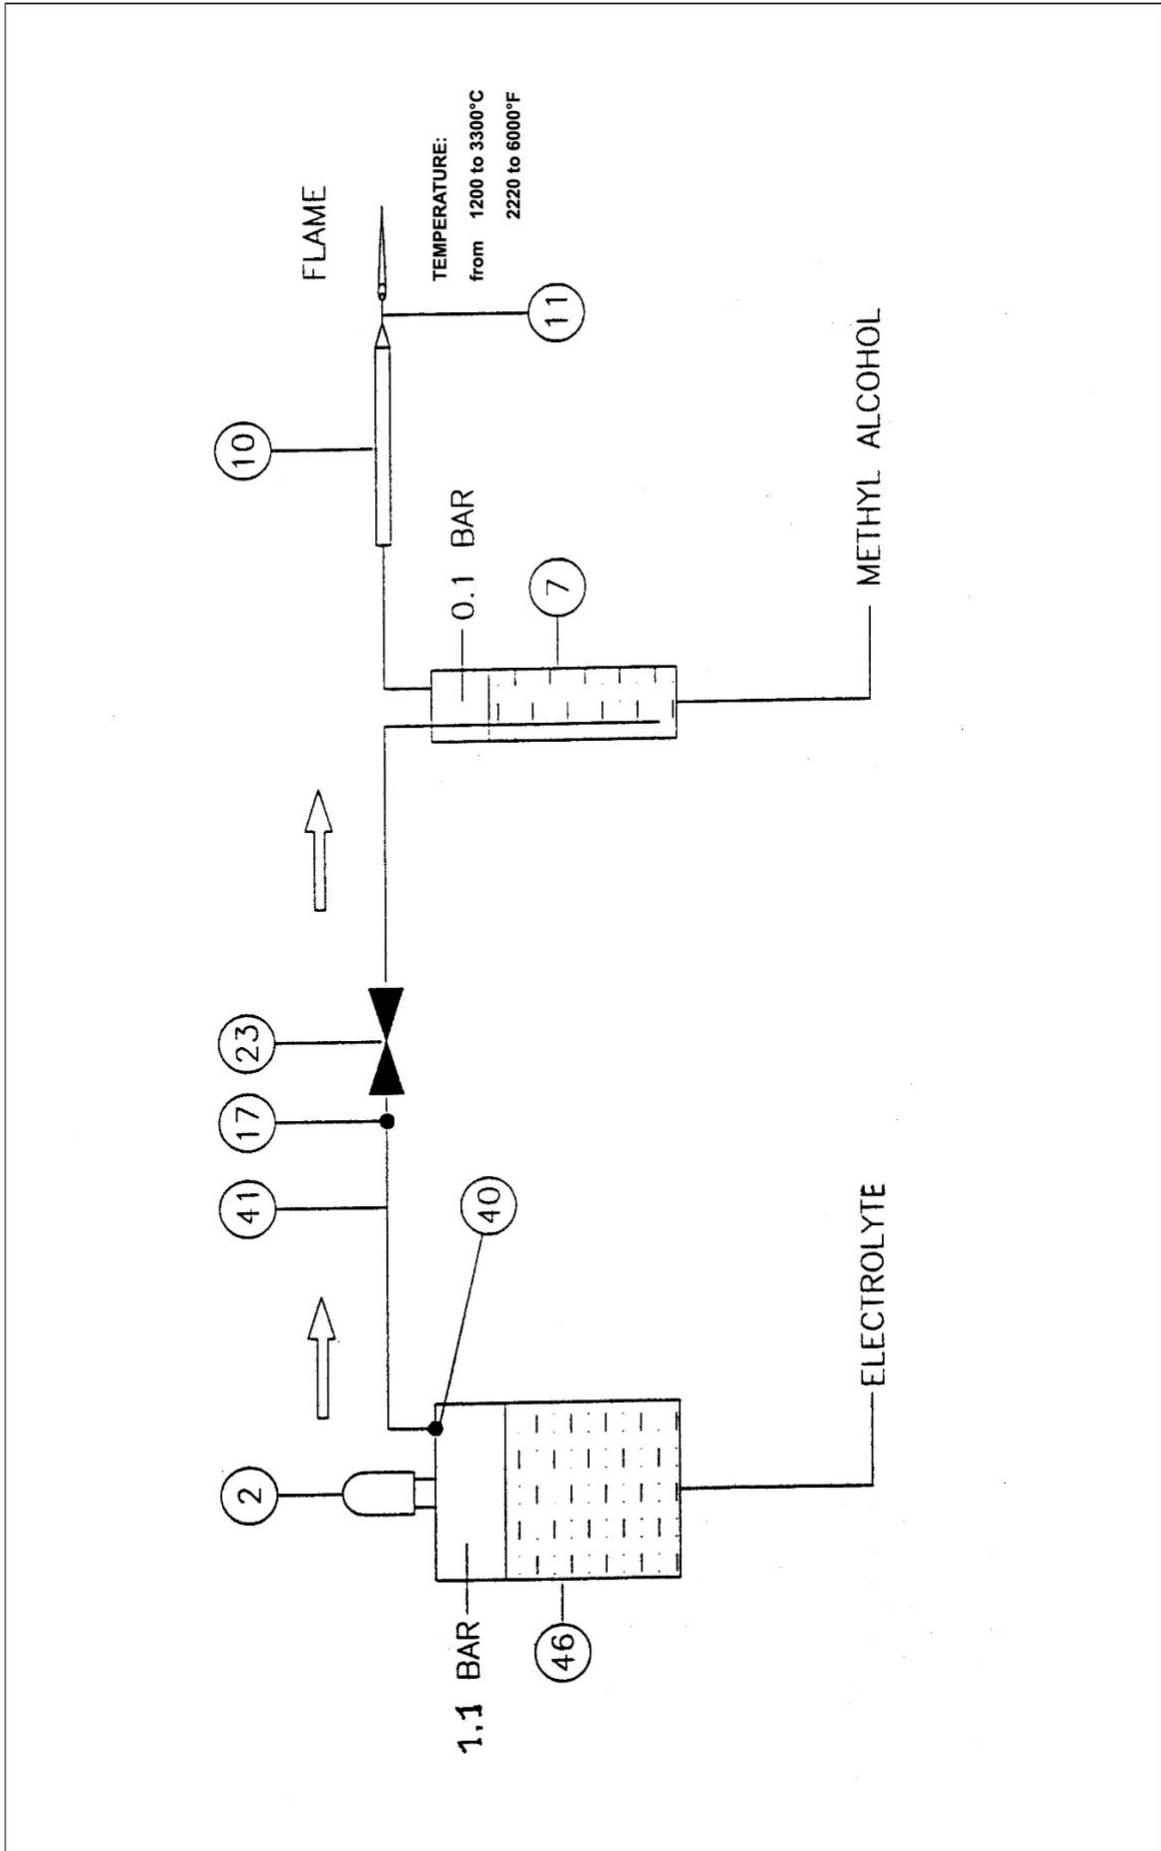 FLAME
TEMPERATURE:
from 1200 to 3300°C
2220 to 6000°F
10
11
0.1 BAR
7
METHYL ALCOHOL
23
17
41
40
2
1.1 BAR
46
ELECTROLYTE